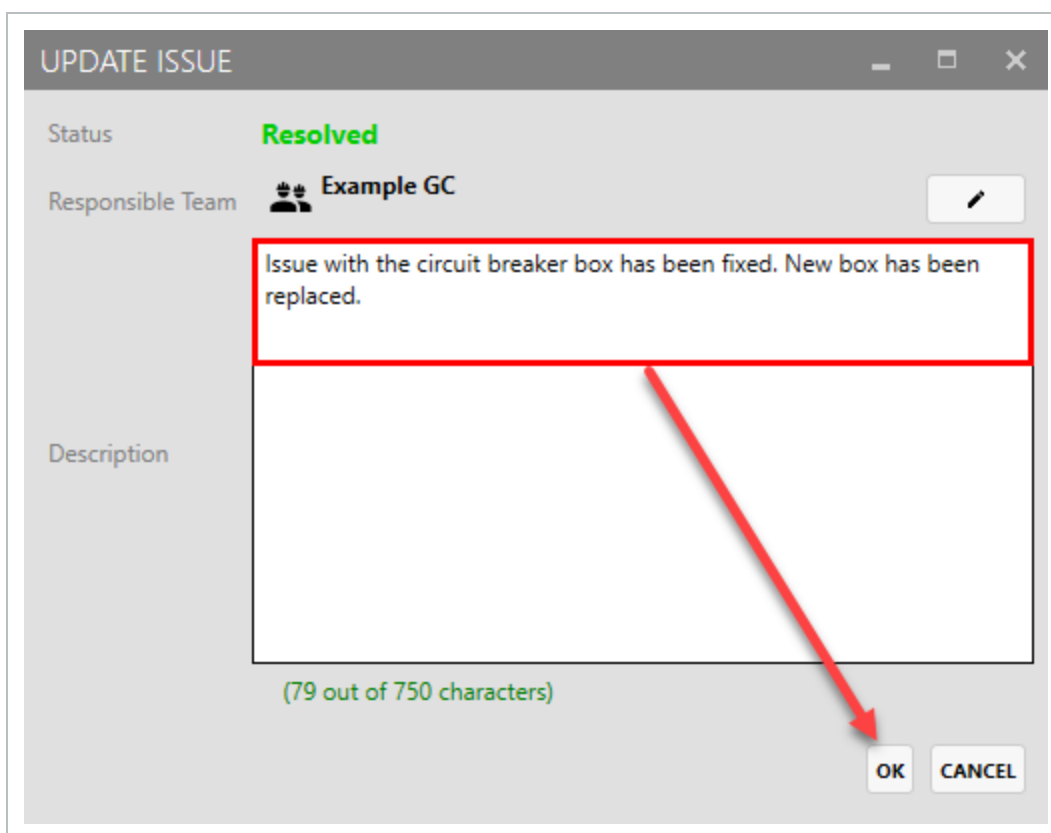 UPDATE ISSUE
Status
Resolved
Responsible Team
Example GC
Issue with the circuit breaker box has been fixed. New box has been
replaced.
Description
(79 out of 750 characters)
OK
CANCEL